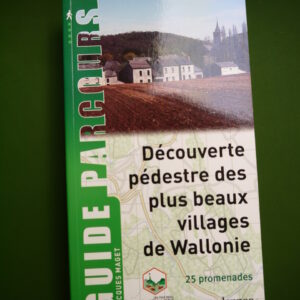 GUIDE PARCOURS
JACQUES MAGET
Découverte
pédestre des
plus beaux
villages
de Wallonie
25 promenades